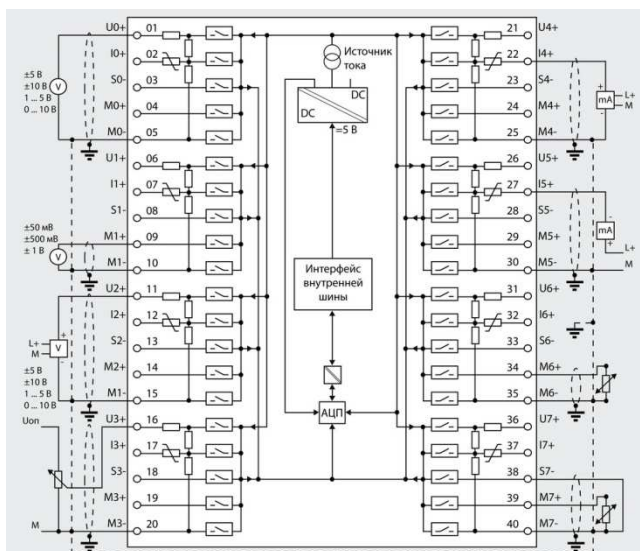 U0+ 01
I0+ 02
S0- 03
M0+ 04
M0- 05
U1+ 06
I1+ 07
S1- 08
M1+ 09
M1- 10
U2+ 11
I2+ 12
S2- 13
M2+ 14
M1- 15
U3+ 16
I3+ 17
S3- 18
M3+ 19
M3- 20
±5 В
±10 В
1 ... 5 В
0 ... 10 В
V
±50 мВ
±500 мВ
± 1 В
V
L+
M
+
V
-
±5 В
±10 В
1 ... 5 В
0 ... 10 В
Uоп
M
Источник
тока
DC
DC
=5 В
Интерфейс
внутренней
шины
АЦП
21 U4+
22 I4+
23 S4-
24 M4+
25 M4-
26 U5+
27 I5+
28 S5-
29 M5+
30 M5-
31 U6+
32 I6+
33 S6-
34 M6+
35 M6-
36 U7+
37 I7+
38 S7-
39 M7+
40 M7-
+
mA
-
L+
M
-
mA
+
L+
M